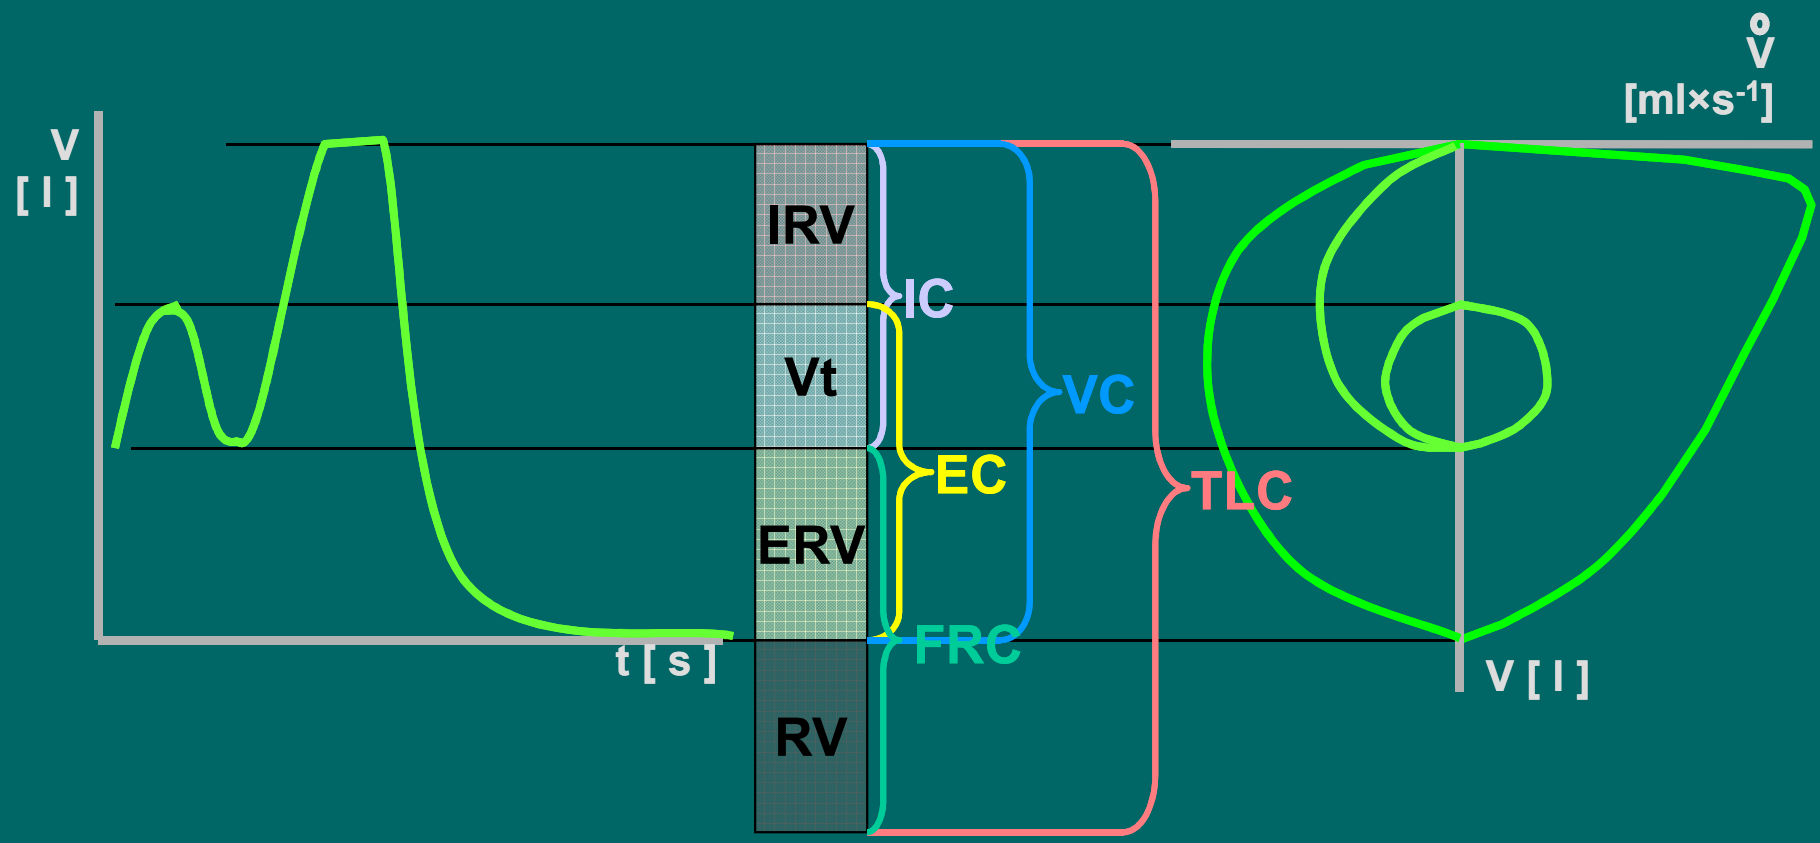 V
[ l ]
t [ s ]
IRV
Vt
ERV
RV
IC
EC
FRC
VC
TLC
V̊
[ml×s⁻¹]
V [ l ]